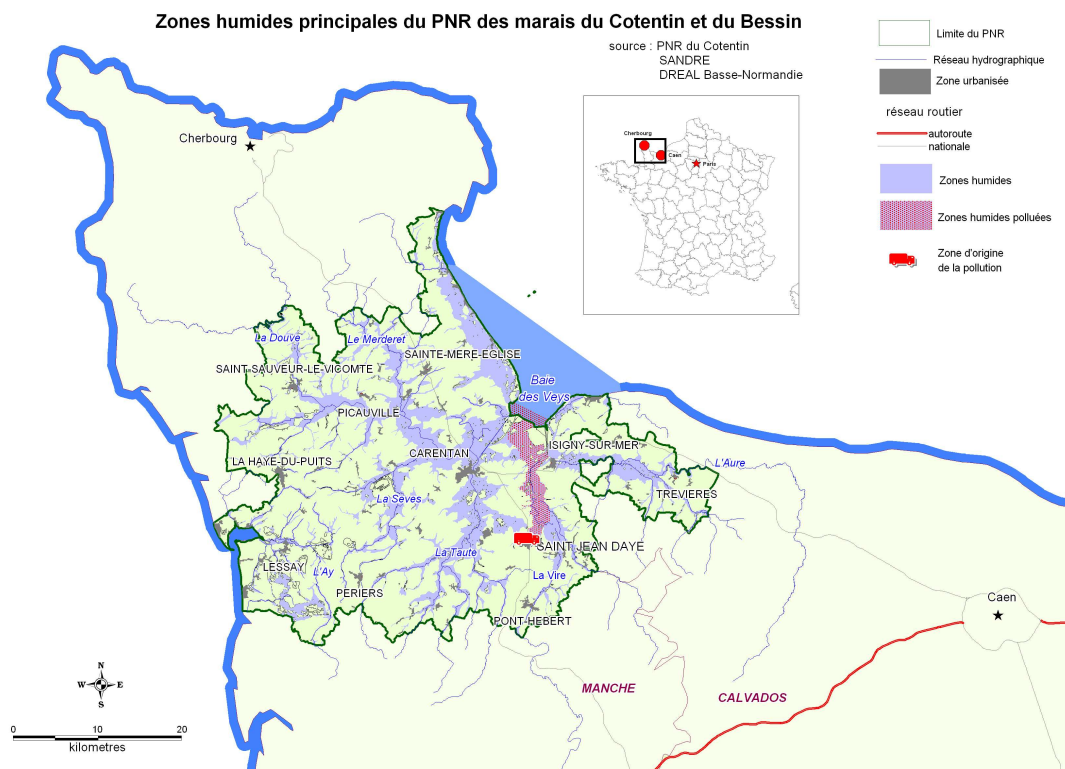 Zones humides principales du PNR des marais du Cotentin et du Bessin
source : PNR du Cotentin
SANDRE
DREAL Basse-Normandie
Limite du PNR
Réseau hydrographique
Zone urbanisée
réseau routier
autoroute
nationale
Zones humides
Zones humides polluées
Zone d'origine
de la pollution
Cherbourg
Caen
Paris
Cherbourg
La Douve
Le Merderet
SAINTE-MERE-EGLISE
SAINT-SAUVEUR-LE-VICOMTE
Baie
des Veys
PICAUVILLE
ISIGNY-SUR-MER
CARENTAN
LA HAYE-DU-PUITS
L'Aure
TREVIERES
La Seves
SAINT JEAN DAYE
La Taute
LESSAY
L'Ay
La Vire
PERIERS
PONT-HEBERT
Caen
MANCHE
CALVADOS
N
W E
S
0 10 20
kilometres